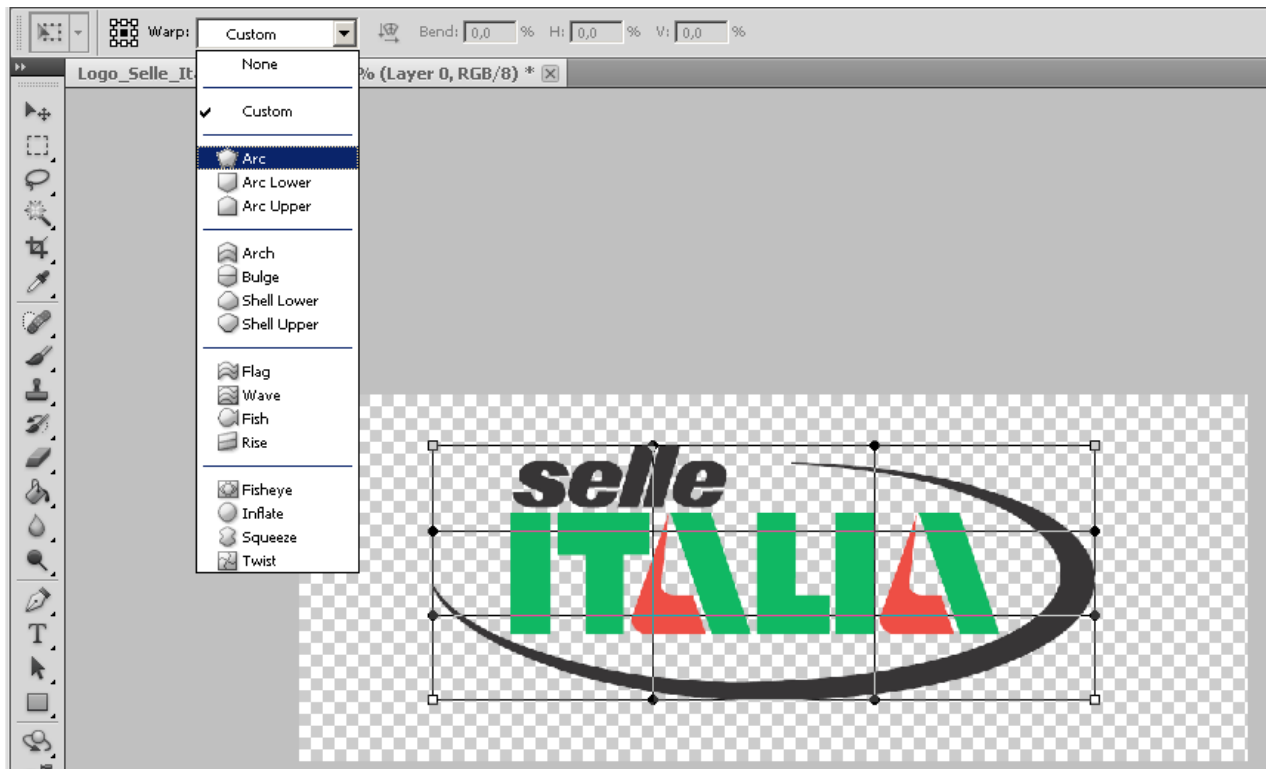 Warp: Custom Bend: 0,0 % H: 0,0 % V: 0,0 %
Logo_Selle_It % (Layer 0, RGB/8) *
None
Custom
Arc
Arc Lower
Arc Upper
Arch
Bulge
Shell Lower
Shell Upper
Flag
Wave
Fish
Rise
Fisheye
Inflate
Squeeze
Twist
selle
ITALIA